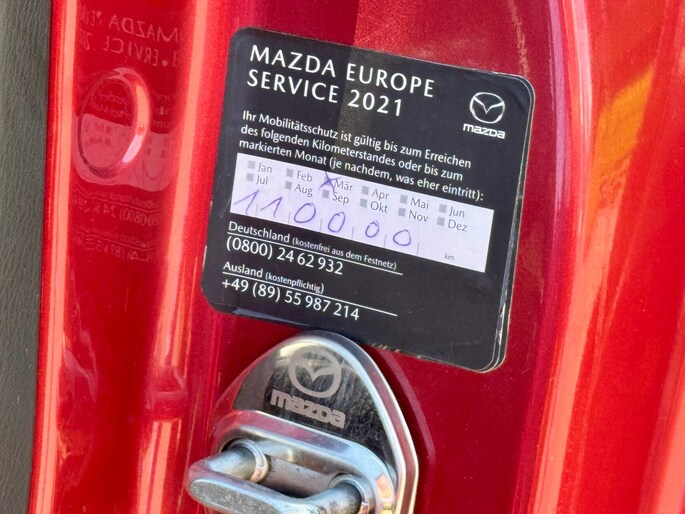 MAZDA EUROPE
SERVICE 2021
mazda
Ihr Mobilitätsschutz ist gültig bis zum Erreichen
des folgenden Kilometerstandes oder bis zum
markierten Monat (je nachdem, was eher eintritt):
Jan Feb Mär Apr Mai Jun
Jul Aug Sep Okt Nov Dez
110000 km
Deutschland (kostenfrei aus dem Festnetz)
(0800) 24 62 932
Ausland (kostenpflichtig)
+49 (89) 55 987 214
mazda